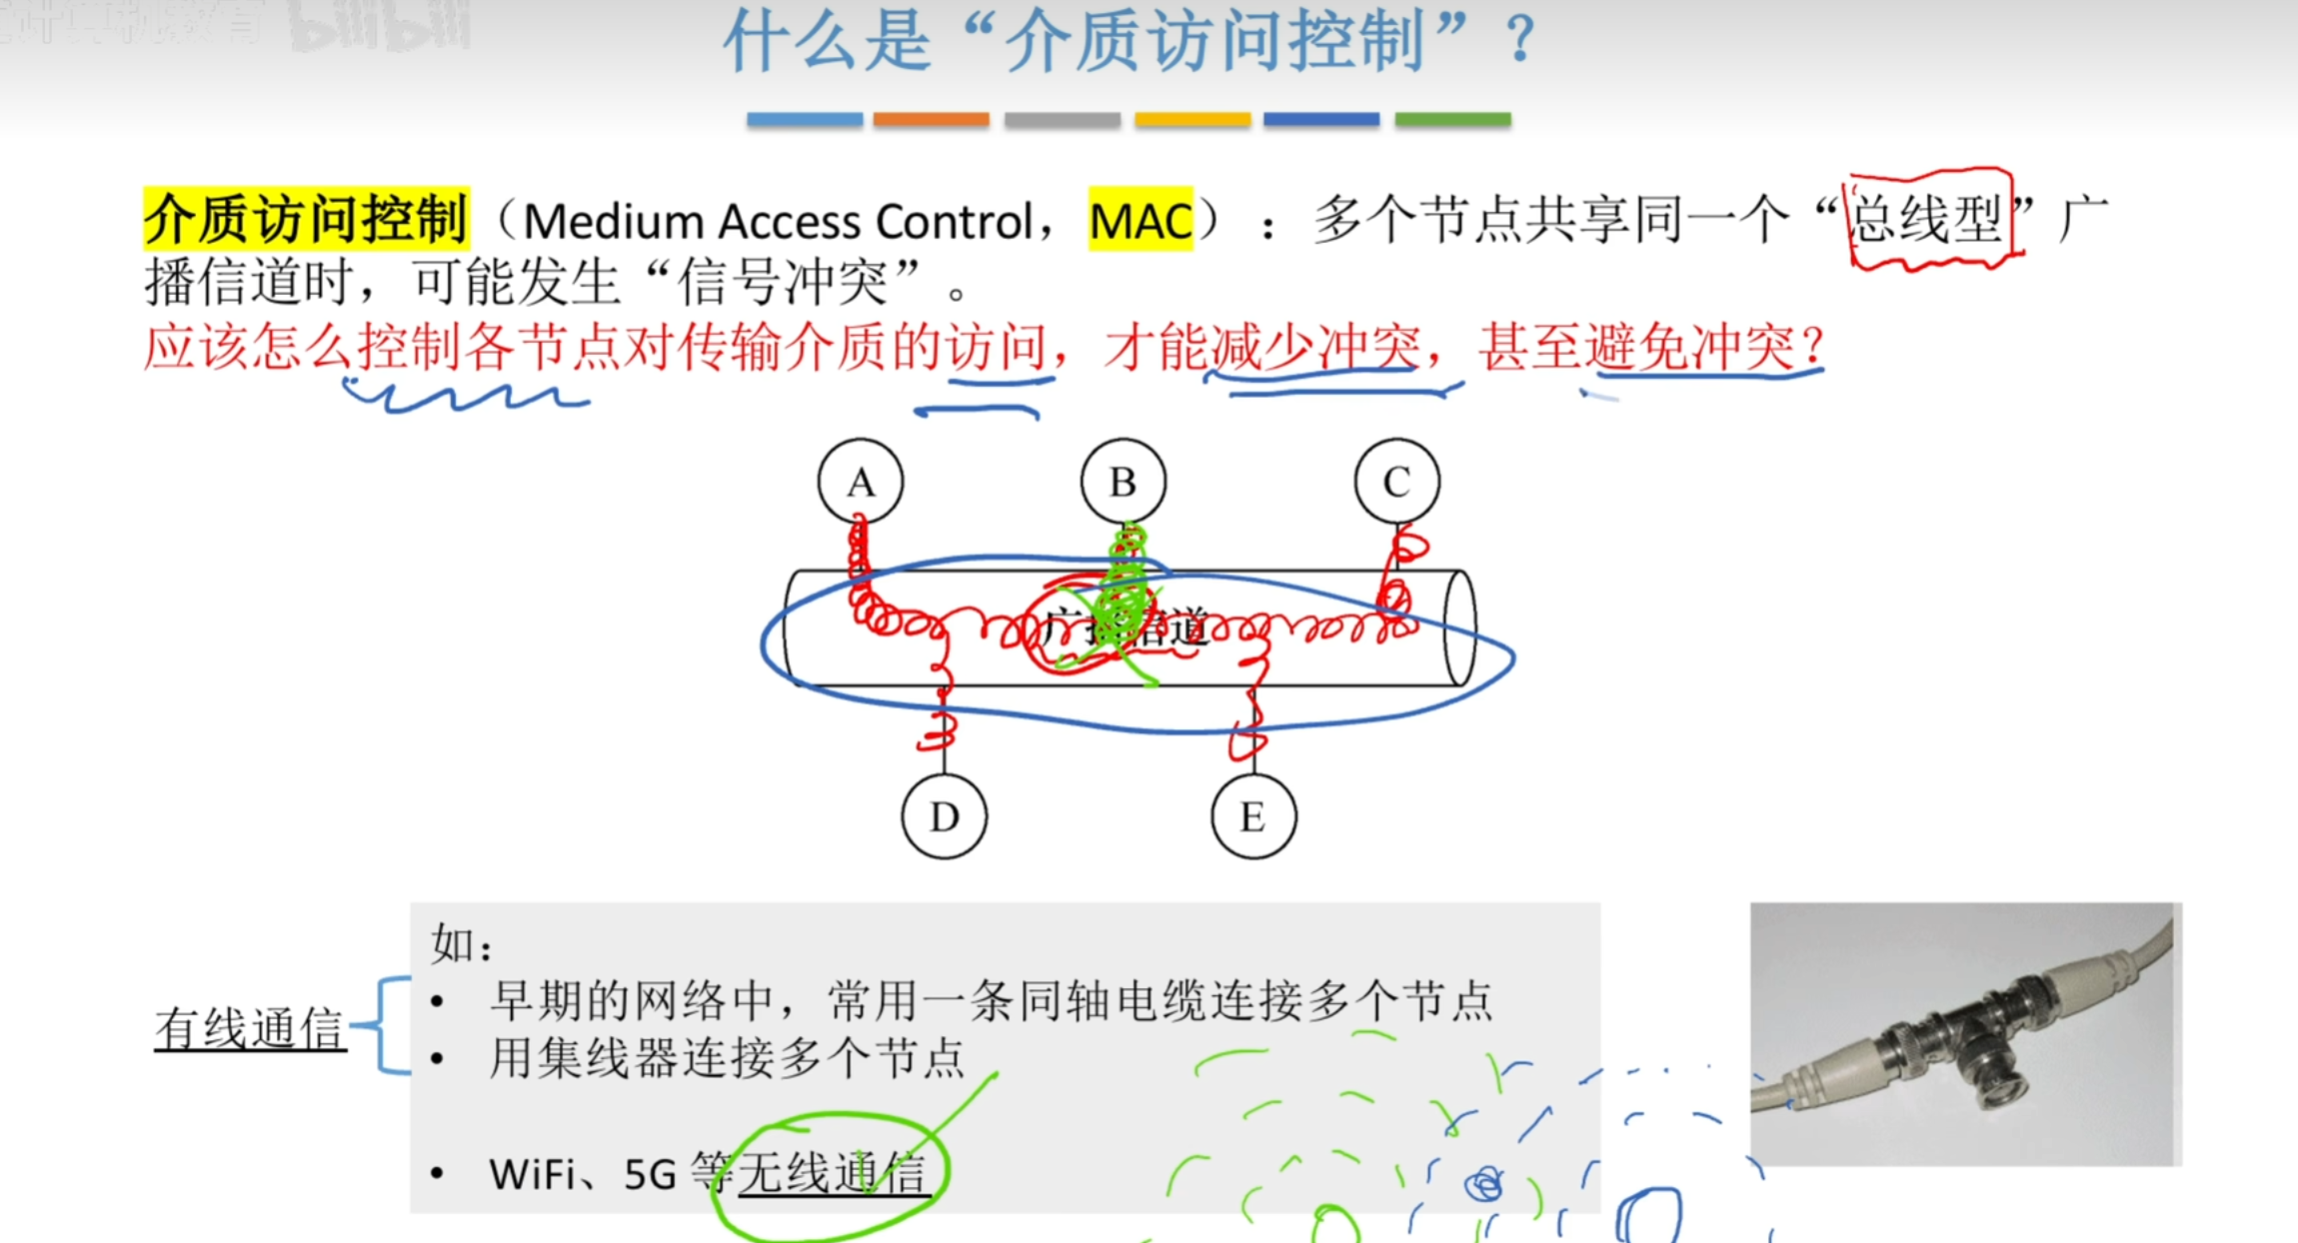 计算机教育 bilibili
什么是“介质访问控制”?
介质访问控制（Medium Access Control，MAC）：多个节点共享同一个“总线型”广
播信道时，可能发生“信号冲突”。
应该怎么控制各节点对传输介质的访问，才能减少冲突，甚至避免冲突？
A
B
C
广播信道
D
E
如：
有线通信
• 早期的网络中，常用一条同轴电缆连接多个节点
• 用集线器连接多个节点
• WiFi、5G 等无线通信